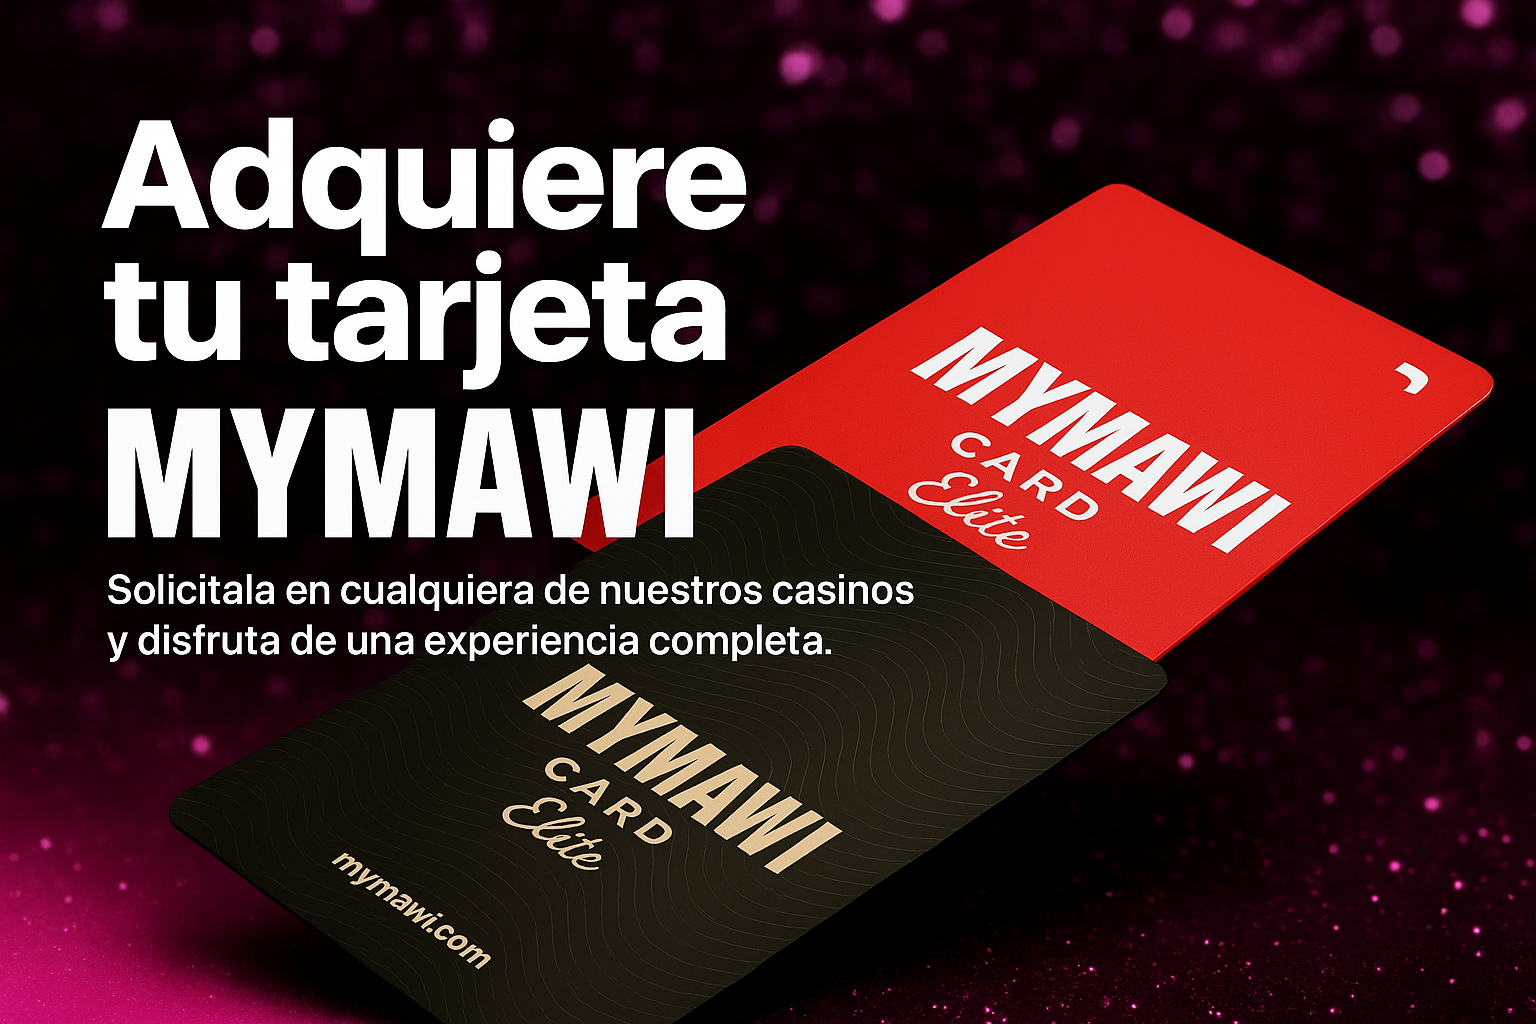 Adquiere
tu tarjeta
MYMAWI
Solicitala en cualquiera de nuestros casinos
y disfruta de una experiencia completa.
MYMAWI
CARD
Elite
MYMAWI
CARD
Elite
mymawi.com